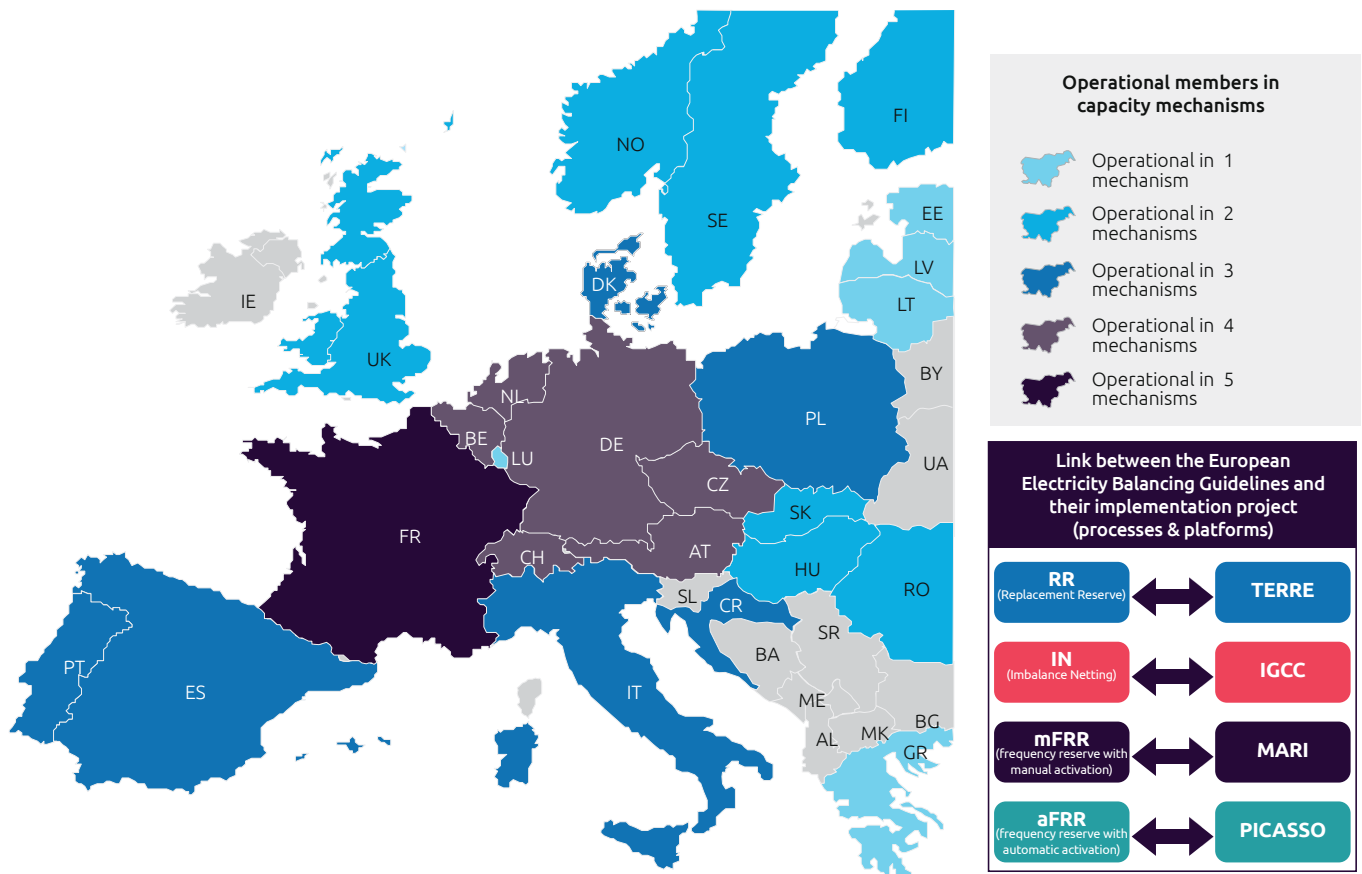 NO
SE
FI
EE
LV
LT
DK
IE
UK
BY
NL
PL
BE
DE
LU
UA
CZ
SK
FR
CH
AT
HU
RO
SL
CR
SR
BA
PT
ES
IT
ME
BG
AL
MK
GR
Operational members in
capacity mechanisms
Operational in 1
mechanism
Operational in 2
mechanisms
Operational in 3
mechanisms
Operational in 4
mechanisms
Operational in 5
mechanisms
Link between the European
Electricity Balancing Guidelines and
their implementation project
(processes & platforms)
RR
(Replacement Reserve)
TERRE
IN
(Imbalance Netting)
IGCC
mFRR
(frequency reserve with
manual activation)
MARI
aFRR
(frequency reserve with
automatic activation)
PICASSO